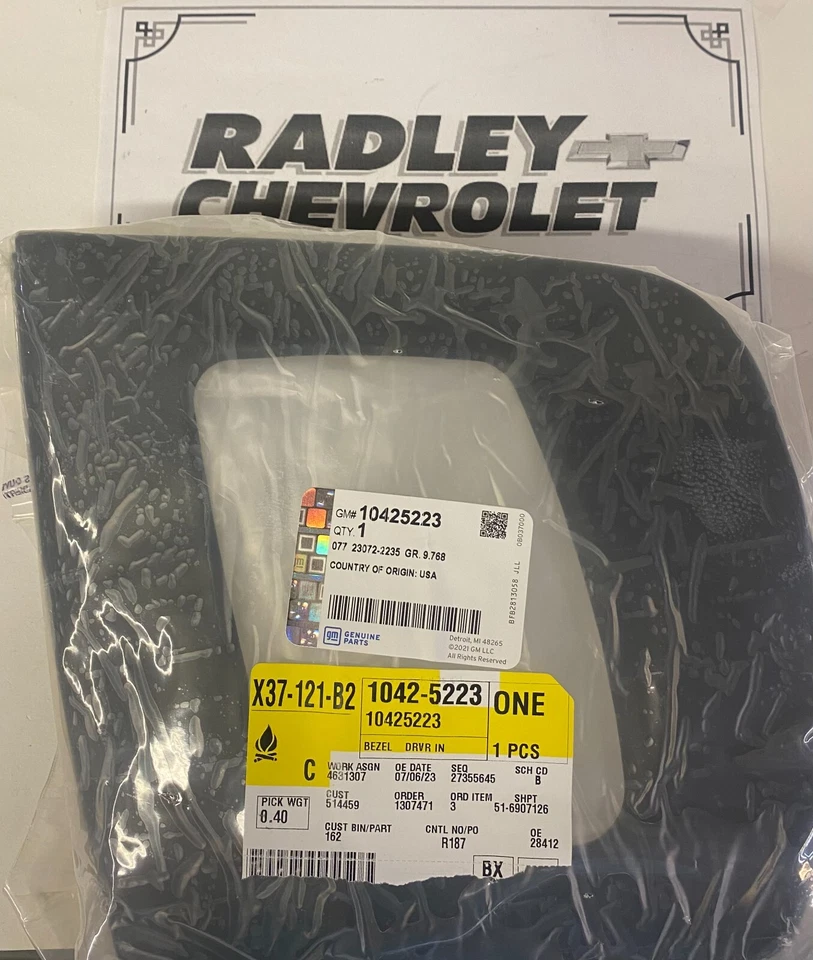 RADLEY
CHEVROLET
GM# 10425223
QTY. 1
077 23072-2235 GR. 9.768
COUNTRY OF ORIGIN: USA
0B037000
BFB2813058 JLL
gm GENUINE
PARTS
Detroit, MI 48265
©2021 GM LLC
All Rights Reserved
X37-121-B2
1042-5223
ONE
10425223
BEZEL DRVR IN
1 PCS
C
WORK ASGN OE DATE SEQ SCH CD
4631307 07/06/23 27355645 B
CUST ORDER ORD ITEM SHPT
514459 1307471 3 51-6907126
PICK WGT
0.40
CUST BIN/PART CNTL NO/PO OE
162 R187 28412
BX